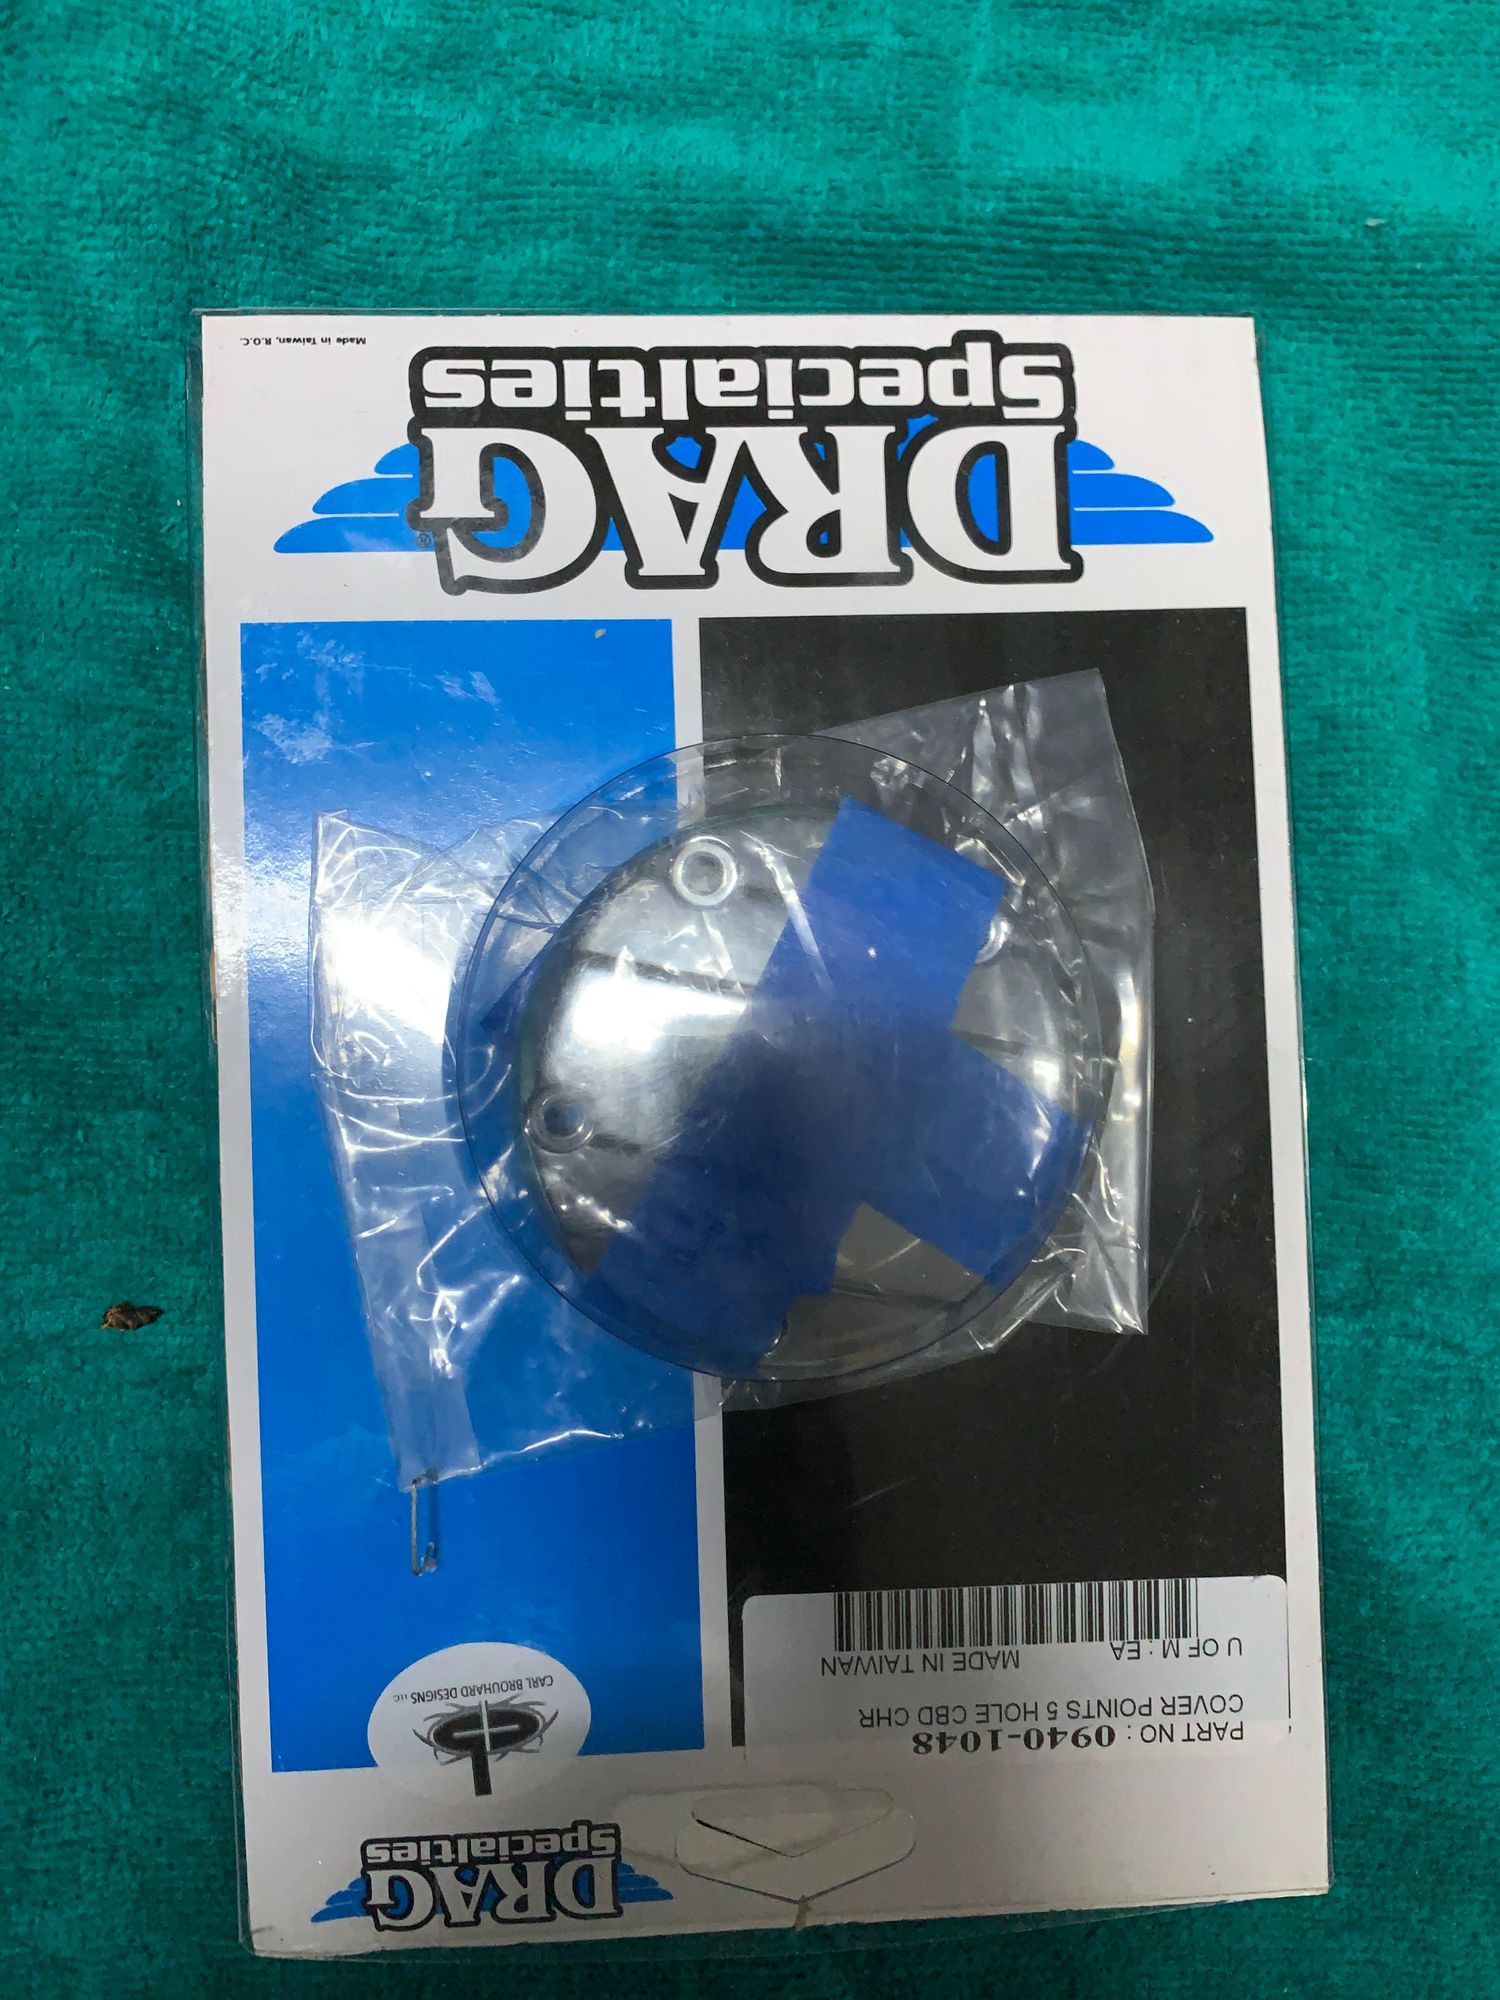 DRAG
Specialties
CARL BROUHARD DESIGNS LLC
PART NO : 0940-1048
COVER POINTS 5 HOLE CBD CHR
U OF M : EA MADE IN TAIWAN
DRAG®
Specialties
Made in Taiwan, R.O.C.